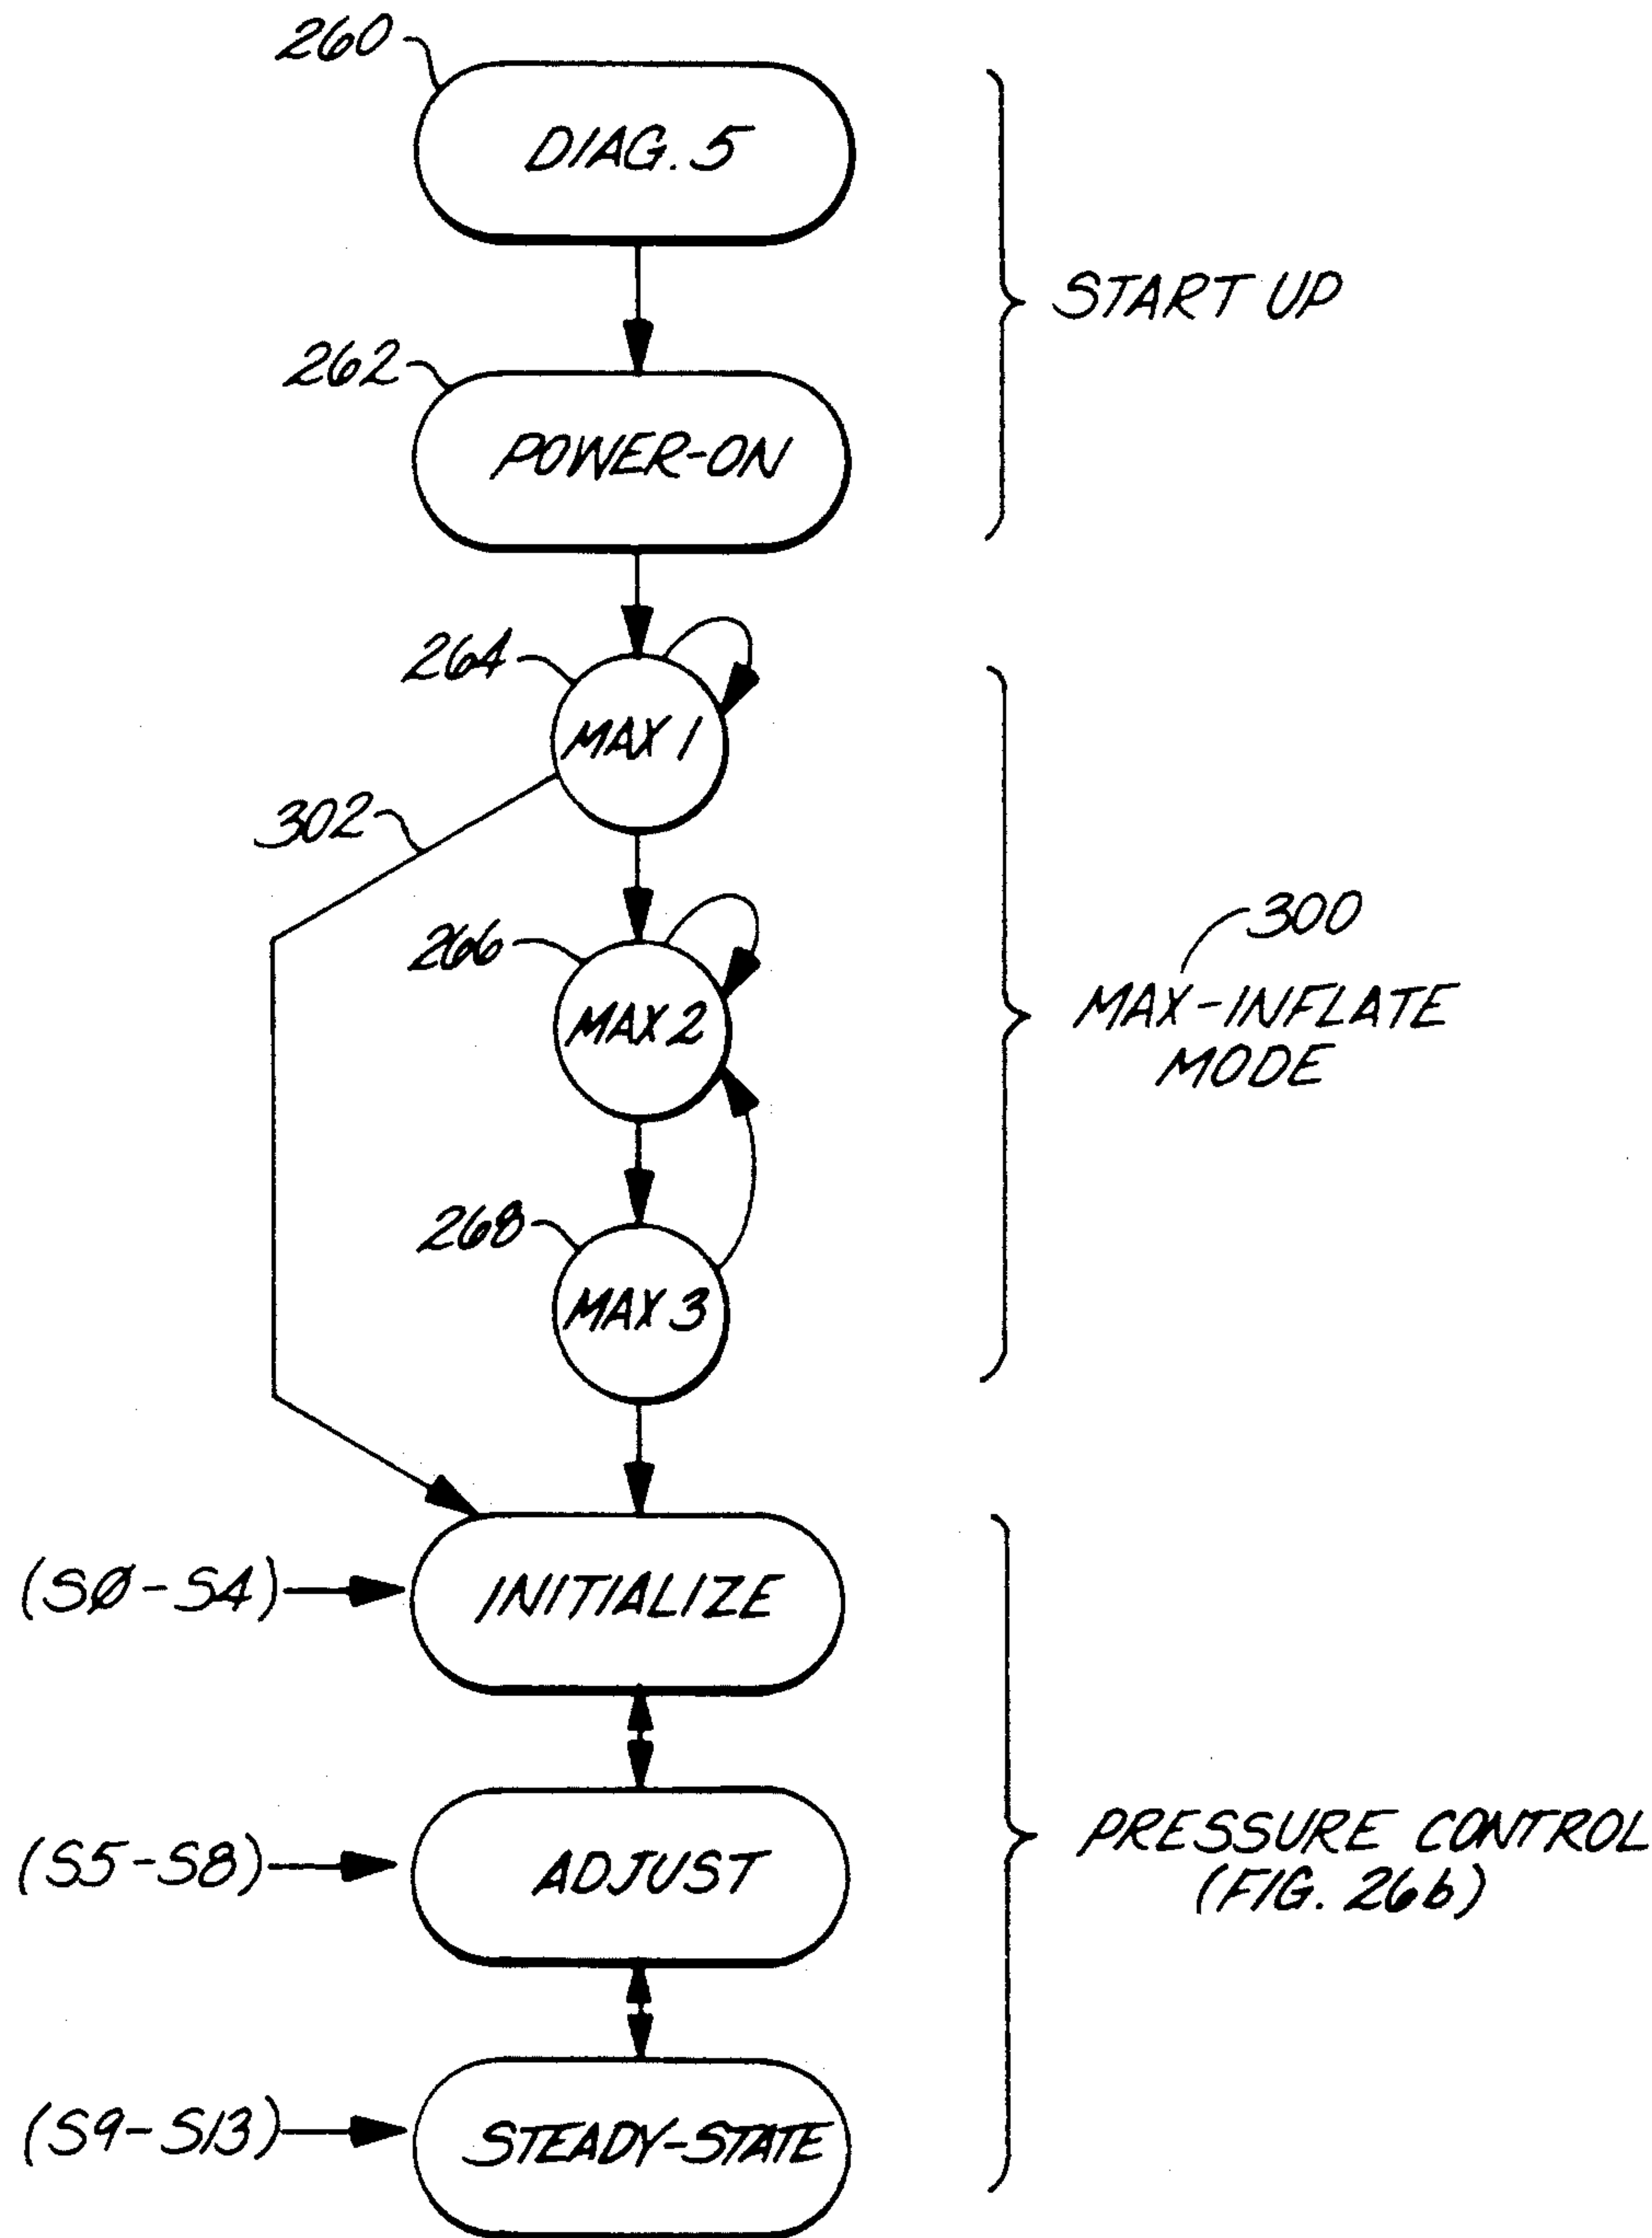 260
DIAG. 5
START UP
262
POWER-ON
264
MAX 1
302
300
266
MAX-INFLATE
MAX 2
MODE
268
MAX 3
(SØ-S4)
INITIALIZE
(S5-S8)
ADJUST
PRESSURE CONTROL
(FIG. 26b)
(S9-S13)
STEADY-STATE